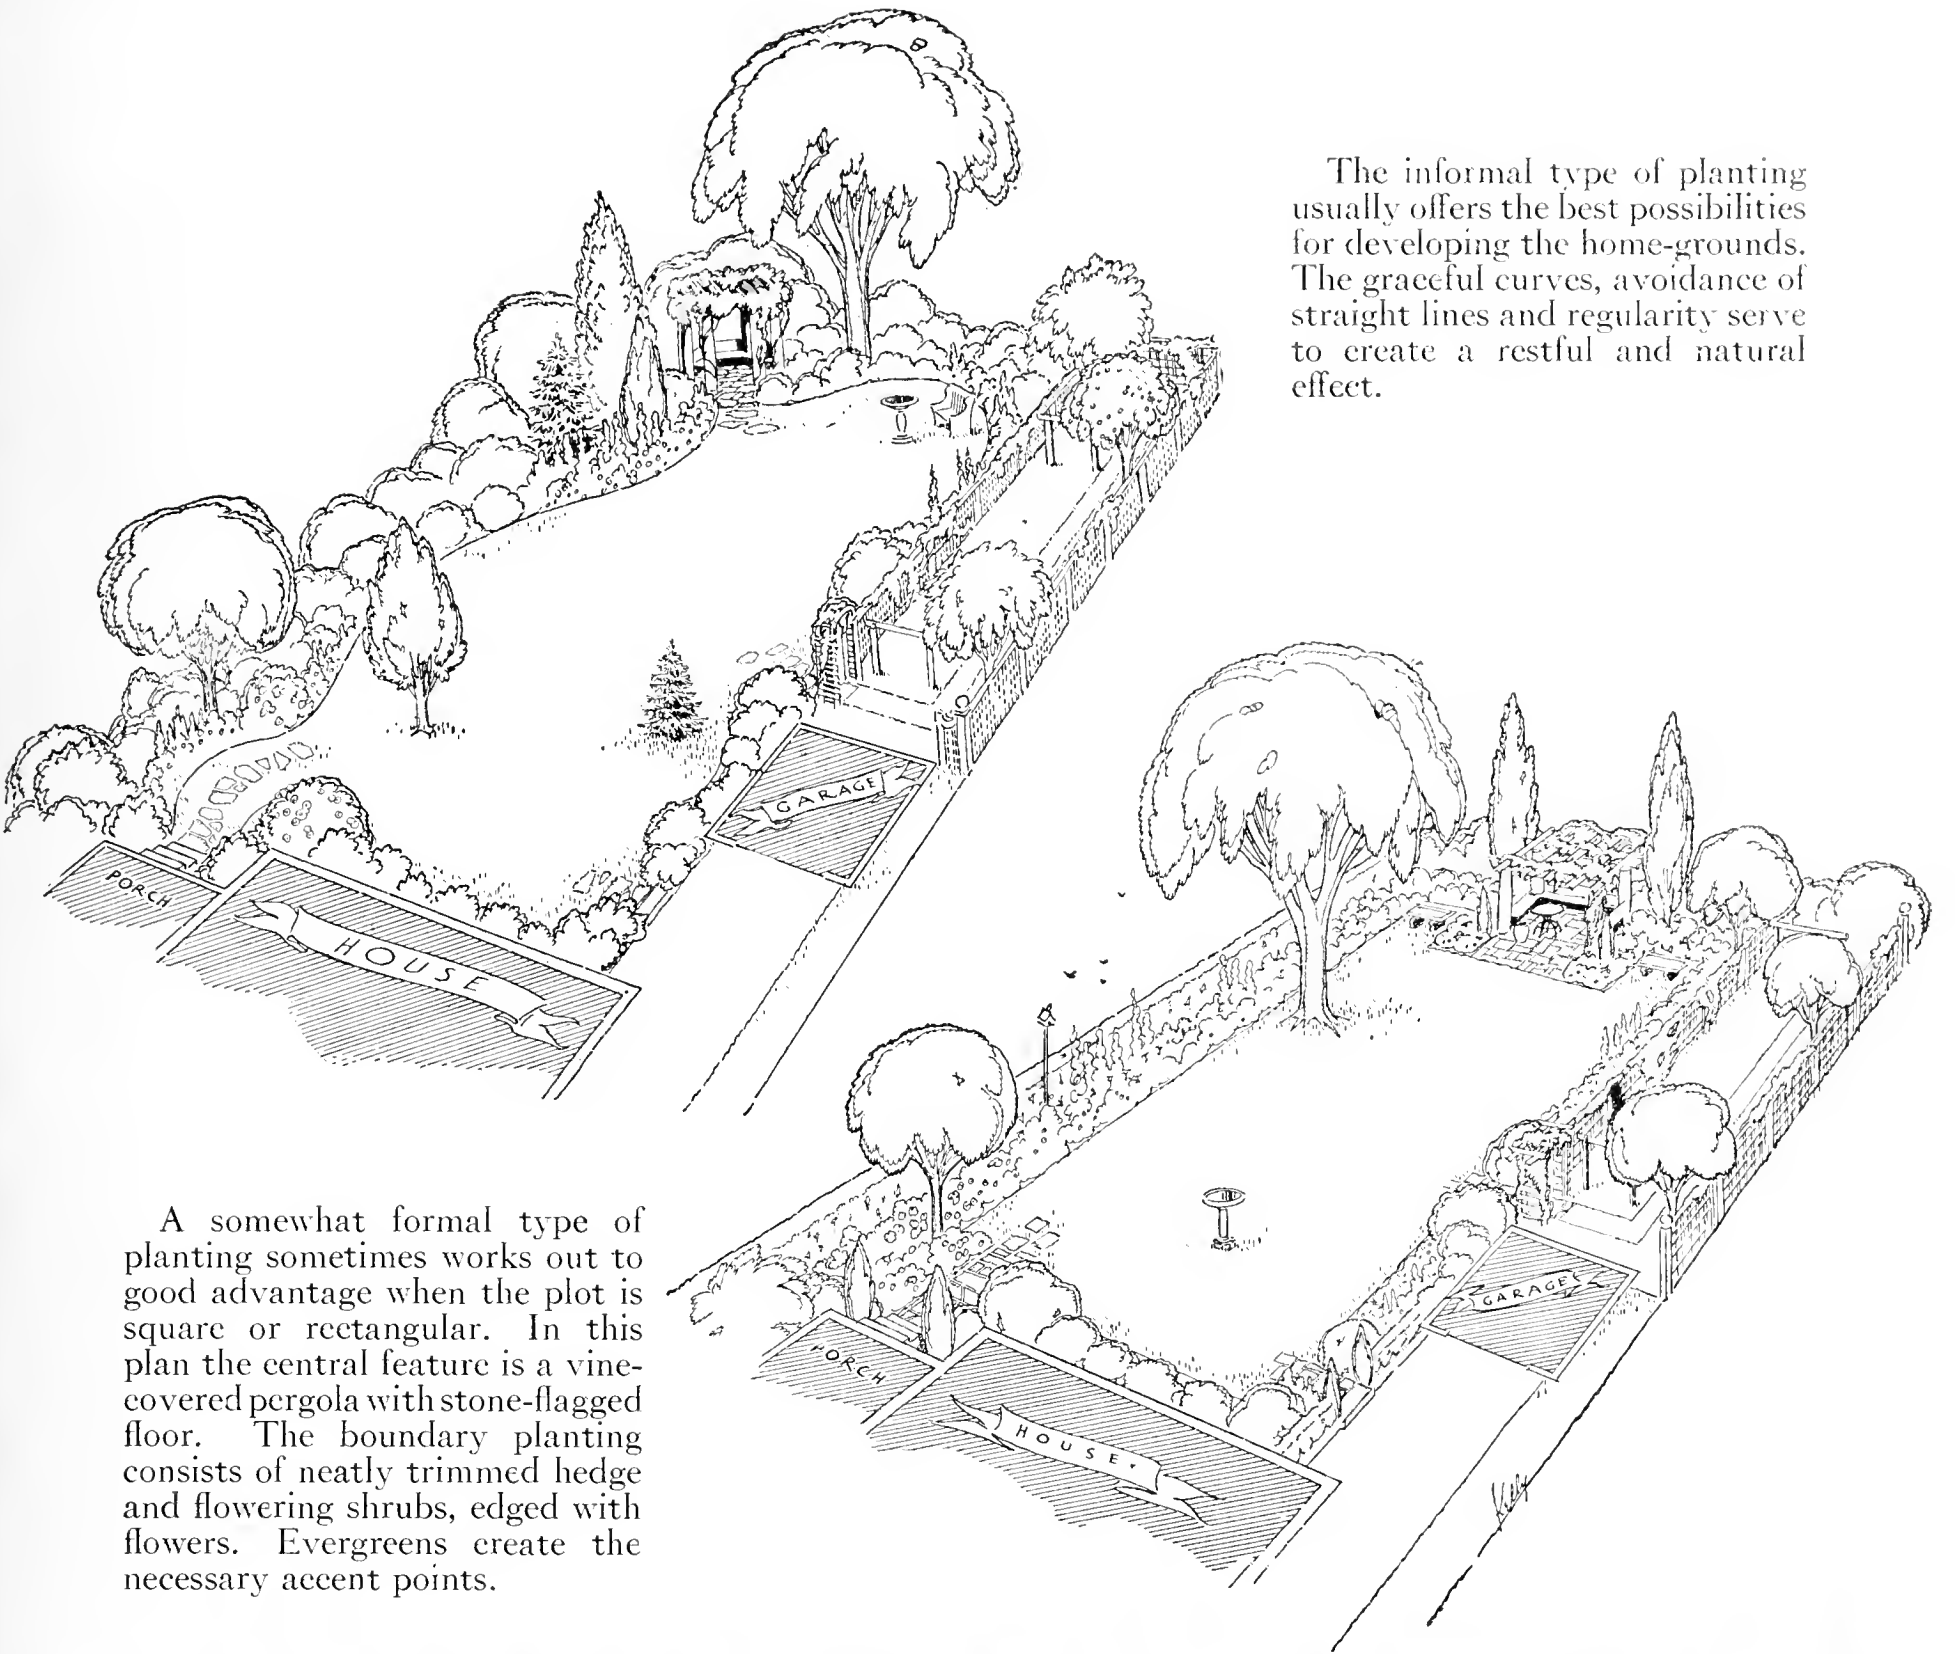 The informal type of planting
usually offers the best possibilities
for developing the home-grounds.
The graceful curves, avoidance of
straight lines and regularity serve
to create a restful and natural
effect.
GARAGE
PORCH
HOUSE
A somewhat formal type of
planting sometimes works out to
good advantage when the plot is
square or rectangular. In this
plan the central feature is a vine-
covered pergola with stone-flagged
floor. The boundary planting
consists of neatly trimmed hedge
and flowering shrubs, edged with
flowers. Evergreens create the
necessary accent points.
GARAGE
PORCH
HOUSE
Kelly